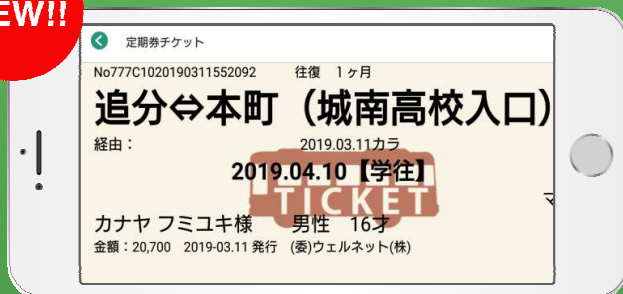 EW!!
定期券チケット
No777C1020190311552092 往復 1ヶ月
追分⇔本町（城南高校入口）
経由： 2019.03.11カラ
2019.04.10【学往】
TICKET
カナヤ フミユキ様 男性 16才
金額：20,700 2019-03.11 発行 (委)ウェルネット(株)